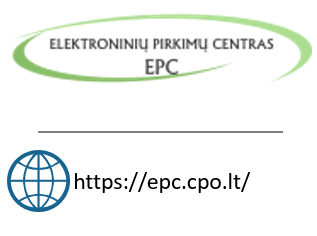 ELEKTRONINIŲ PIRKIMŲ CENTRAS
EPC
https://epc.cpo.lt/